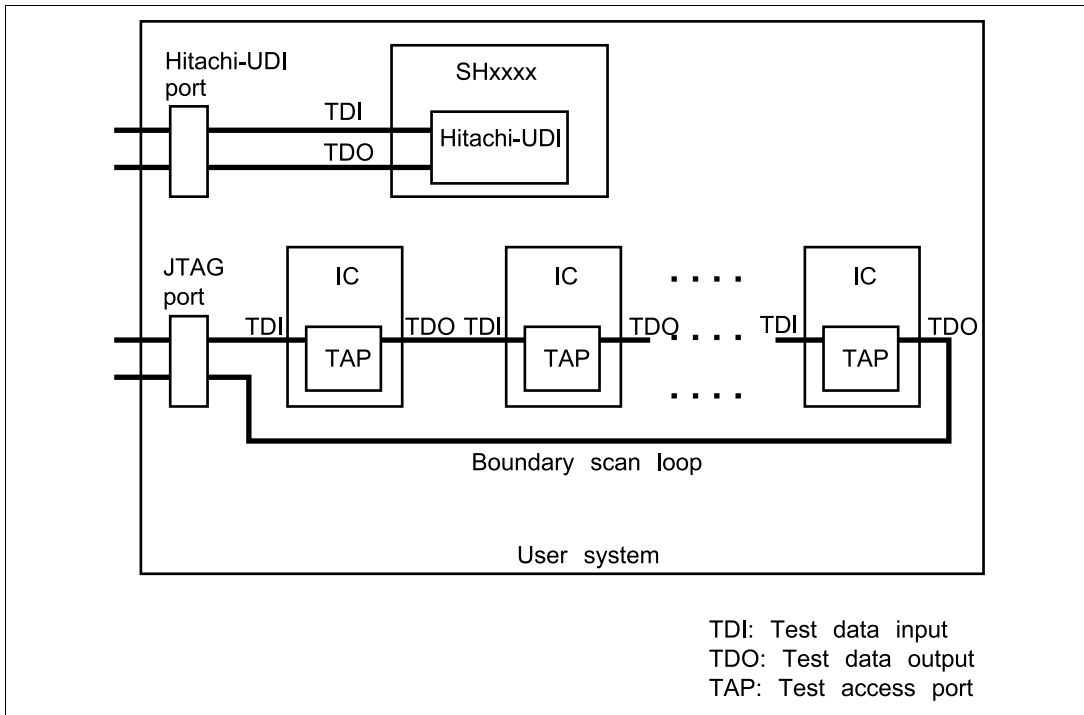 Hitachi-UDI
port
SHxxxx
TDI
Hitachi-UDI
TDO
JTAG
port
IC
IC
. . . .
IC
TDI
TDO
TDI
TDO
. . . .
TDI
TDO
TAP
TAP
TAP
. . . .
Boundary scan loop
User system
TDI: Test data input
TDO: Test data output
TAP: Test access port